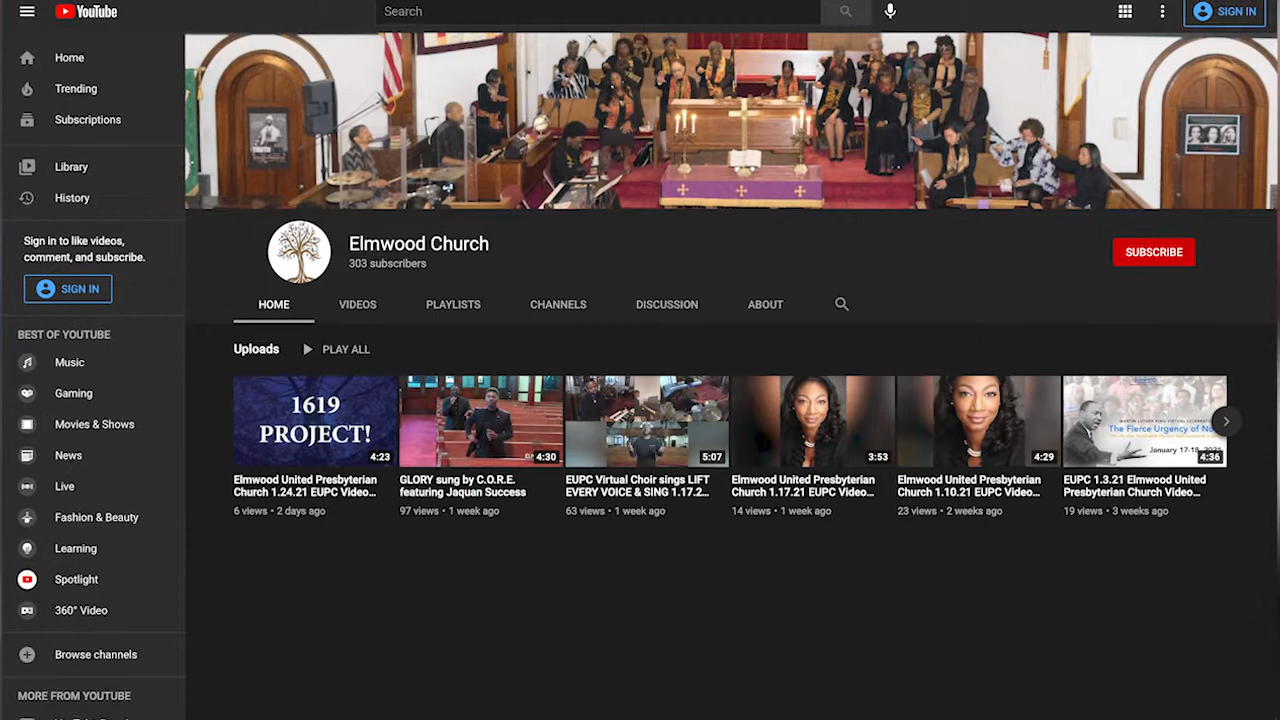 YouTube
Search
SIGN IN
Home
Trending
Subscriptions
Library
History
Sign in to like videos,
comment, and subscribe.
SIGN IN
BEST OF YOUTUBE
Music
Gaming
Movies & Shows
News
Live
Fashion & Beauty
Learning
Spotlight
360° Video
Browse channels
MORE FROM YOUTUBE
TRUTH
Elmwood Church
303 subscribers
SUBSCRIBE
HOME
VIDEOS
PLAYLISTS
CHANNELS
DISCUSSION
ABOUT
Uploads
PLAY ALL
1619
PROJECT!
4:23
Elmwood United Presbyterian
Church 1.24.21 EUPC Video...
6 views • 2 days ago
4:30
GLORY sung by C.O.R.E.
featuring Jaquan Success
97 views • 1 week ago
5:07
EUPC Virtual Choir sings LIFT
EVERY VOICE & SING 1.17.2...
63 views • 1 week ago
3:53
Elmwood United Presbyterian
Church 1.17.21 EUPC Video...
14 views • 1 week ago
4:29
Elmwood United Presbyterian
Church 1.10.21 EUPC Video...
23 views • 2 weeks ago
MARTIN LUTHER KING VIRTUAL
The Fierce Urgency of
January 17-18,
4:36
EUPC 1.3.21 Elmwood United
Presbyterian Church Video...
19 views • 3 weeks ago